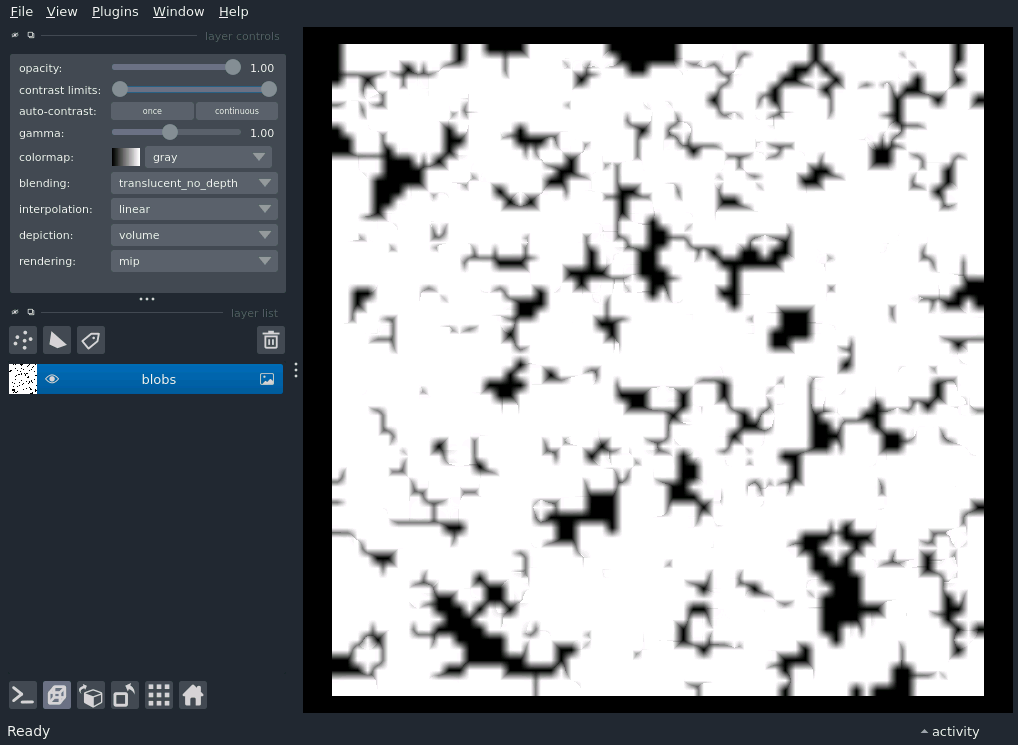 File View Plugins Window Help
layer controls
opacity: 1.00
contrast limits:
auto-contrast: once continuous
gamma: 1.00
colormap: gray
blending: translucent_no_depth
interpolation: linear
depiction: volume
rendering: mip
layer list
blobs
Ready
activity